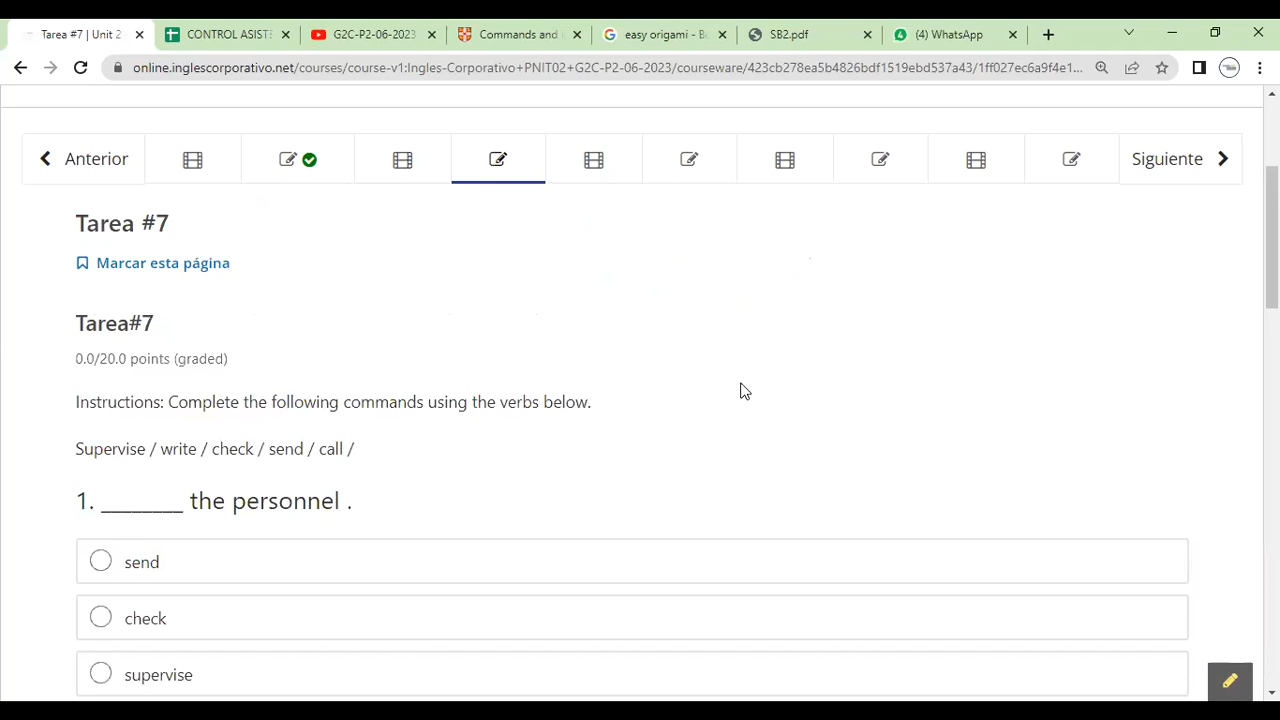 Tarea #7 | Unit 2
CONTROL ASIST
G2C-P2-06-2023
Commands and i
easy origami - Bu
SB2.pdf
(4) WhatsApp
online.inglescorporativo.net/courses/course-v1:Ingles-Corporativo+PNIT02+G2C-P2-06-2023/courseware/423cb278ea5b4826bdf1519ebd537a43/1ff027ec6a9f4e1...
Anterior
Siguiente
Tarea #7
Marcar esta página
Tarea#7
0.0/20.0 points (graded)
Instructions: Complete the following commands using the verbs below.
Supervise / write / check / send / call /
1. ________ the personnel .
send
check
supervise